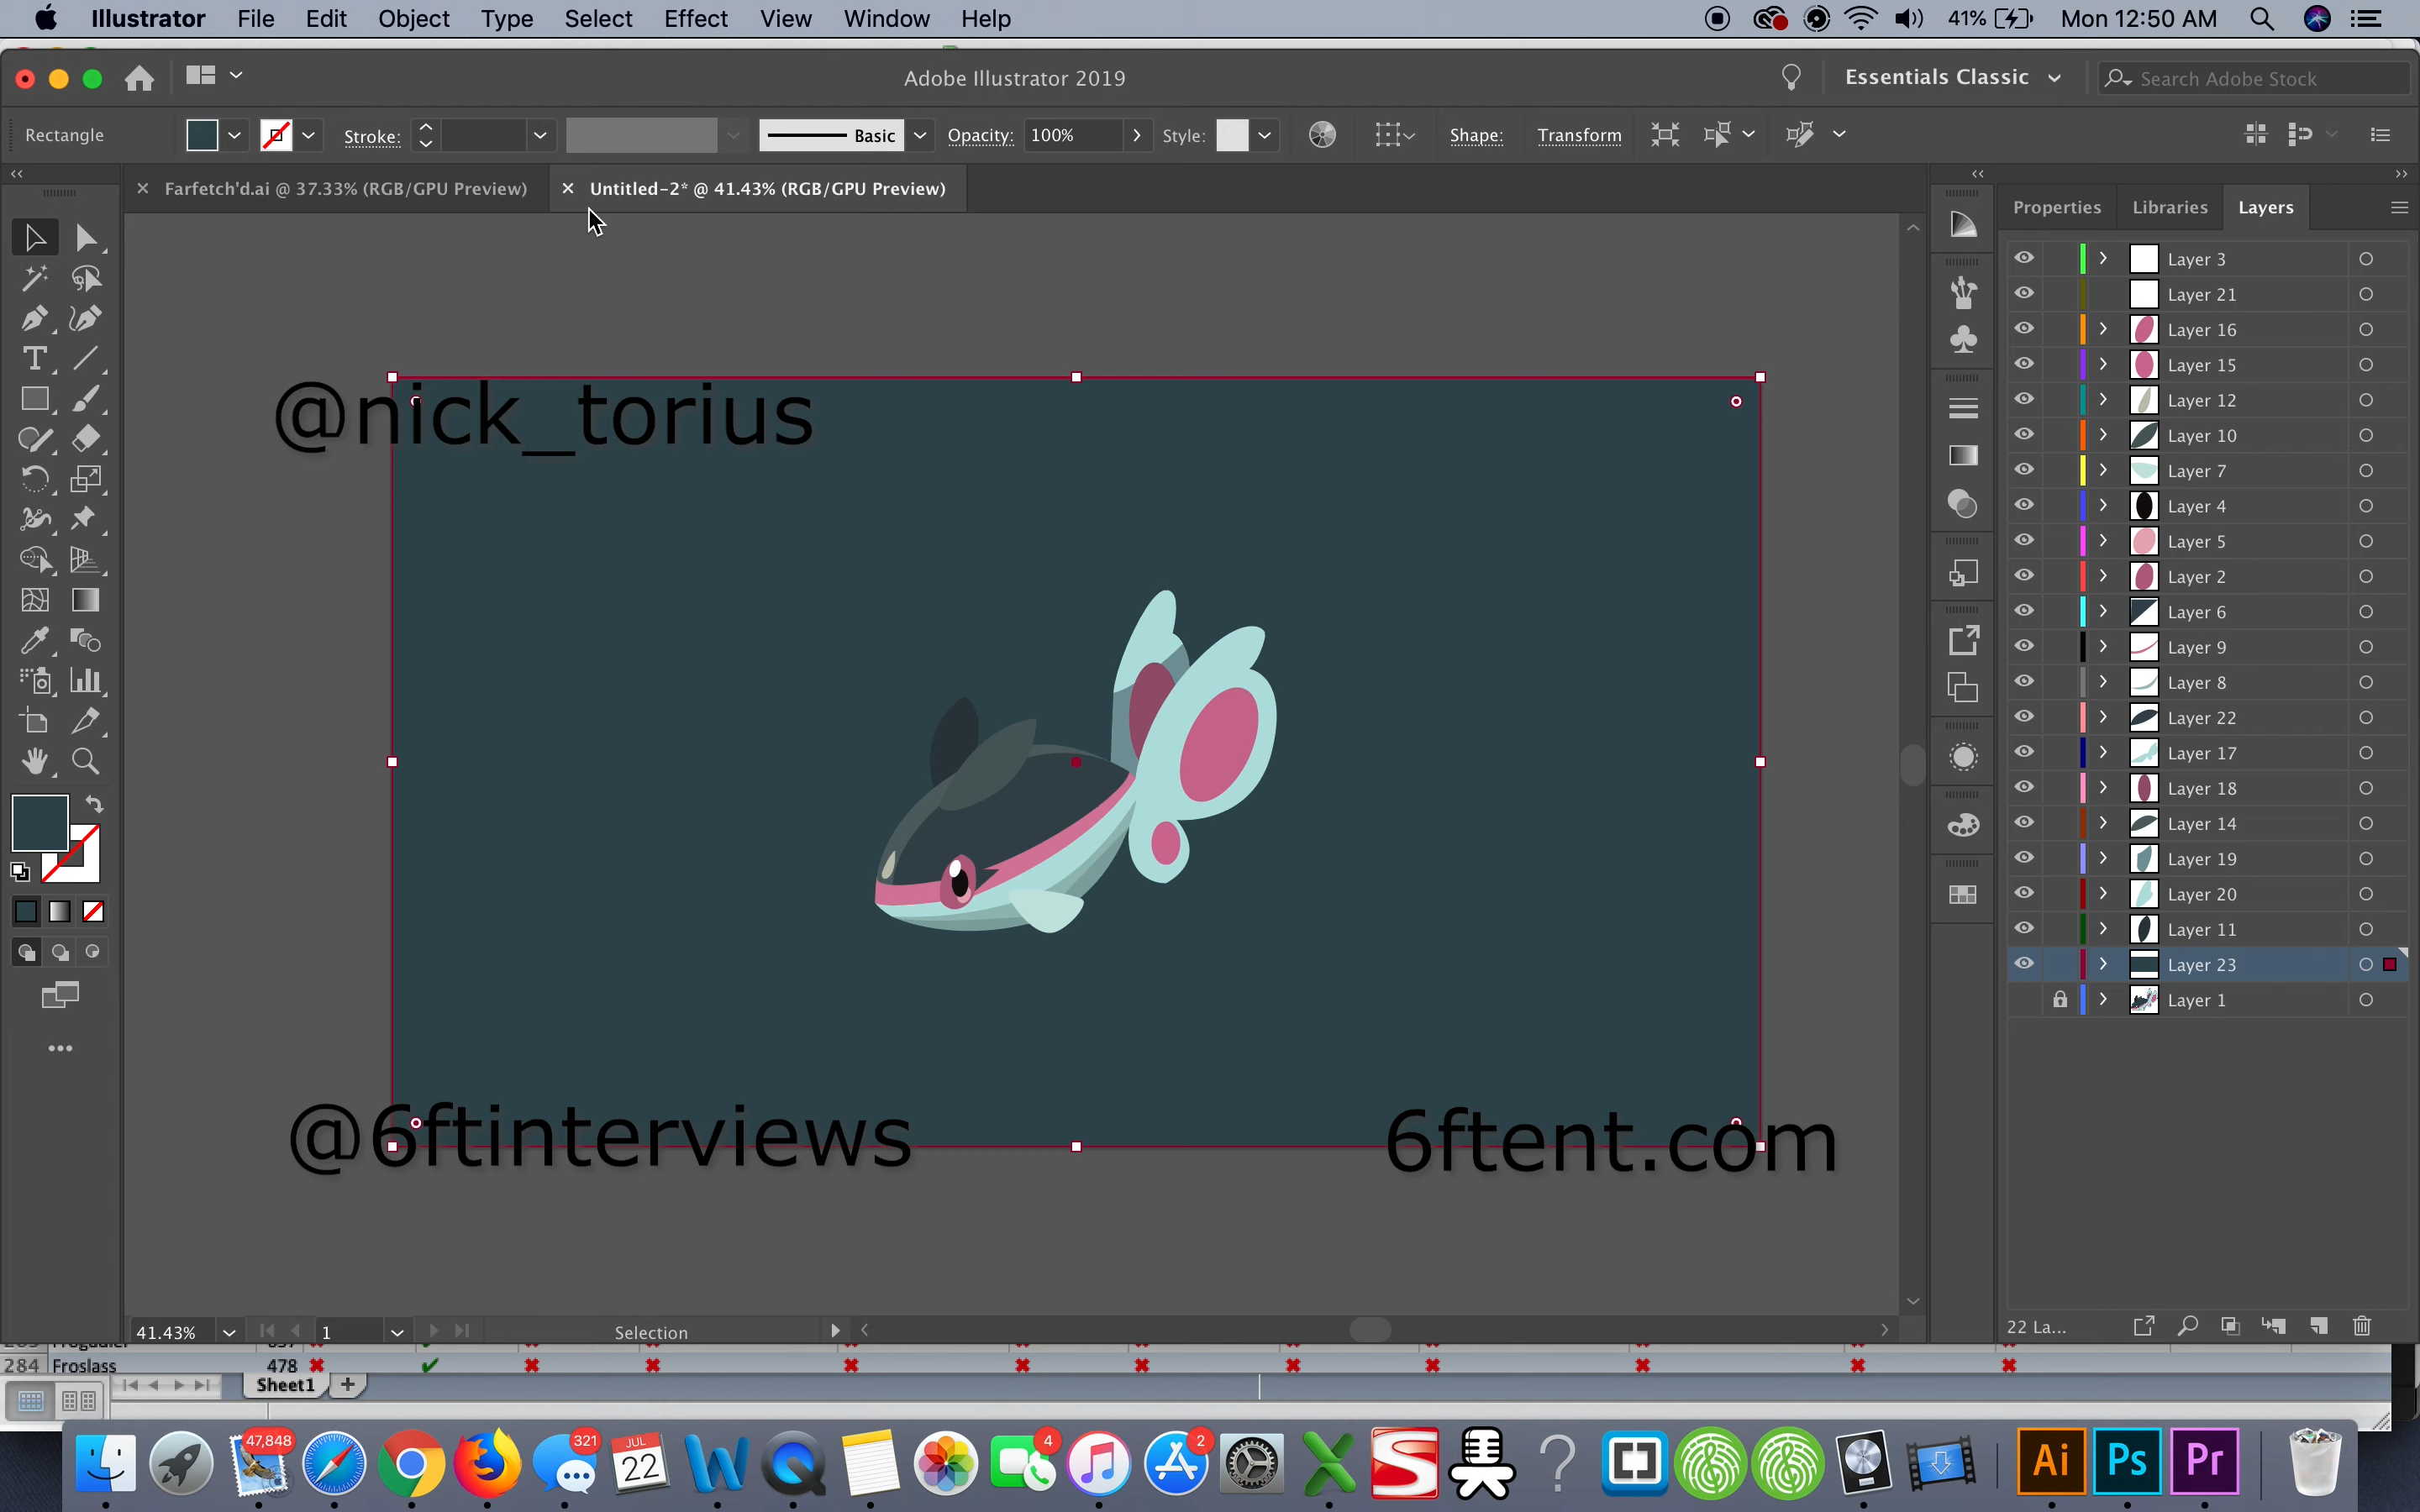 Illustrator File Edit Object Type Select Effect View Window Help 41% Mon 12:50 AM
Adobe Illustrator 2019 Essentials Classic Search Adobe Stock
Rectangle Stroke: Basic Opacity: 100% Style: Shape: Transform
Farfetch'd.ai @ 37.33% (RGB/GPU Preview) Untitled-2* @ 41.43% (RGB/GPU Preview)
Properties Libraries Layers
Layer 3
Layer 21
Layer 16
Layer 15
Layer 12
@nick__torius
Layer 10
Layer 7
Layer 4
Layer 5
Layer 2
Layer 6
Layer 9
Layer 8
Layer 22
Layer 17
Layer 18
Layer 14
Layer 19
Layer 20
Layer 11
Layer 23
Layer 1
@6ftinterviews 6ftent.com
41.43% 1 Selection 22 La...
284 Froslass 478
Sheet1
47,848 321 JUL 22 4 2 Ai Ps Pr